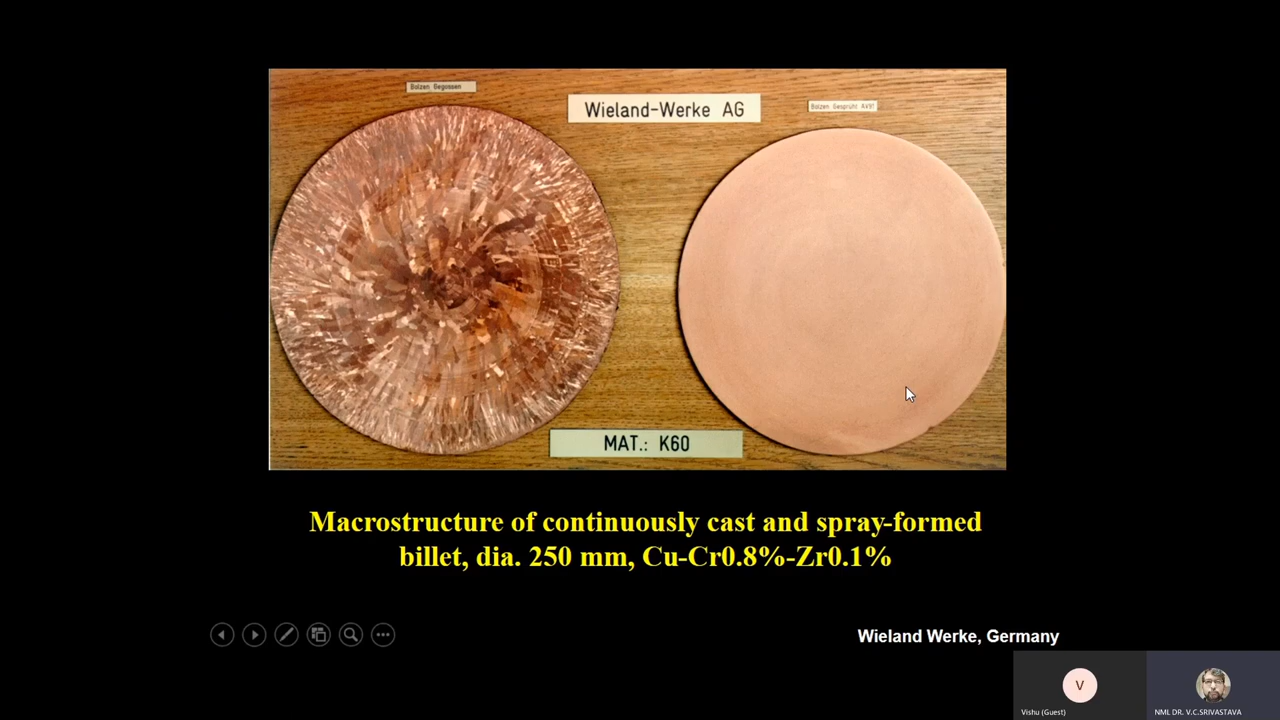 Bolzen Gegossen
Wieland-Werke AG
Bolzen Gesprüht AV91
MAT.: K60
Macrostructure of continuously cast and spray-formed
billet, dia. 250 mm, Cu-Cr0.8%-Zr0.1%
Wieland Werke, Germany
V
Vishu (Guest)
NML DR. V.C.SRIVASTAVA